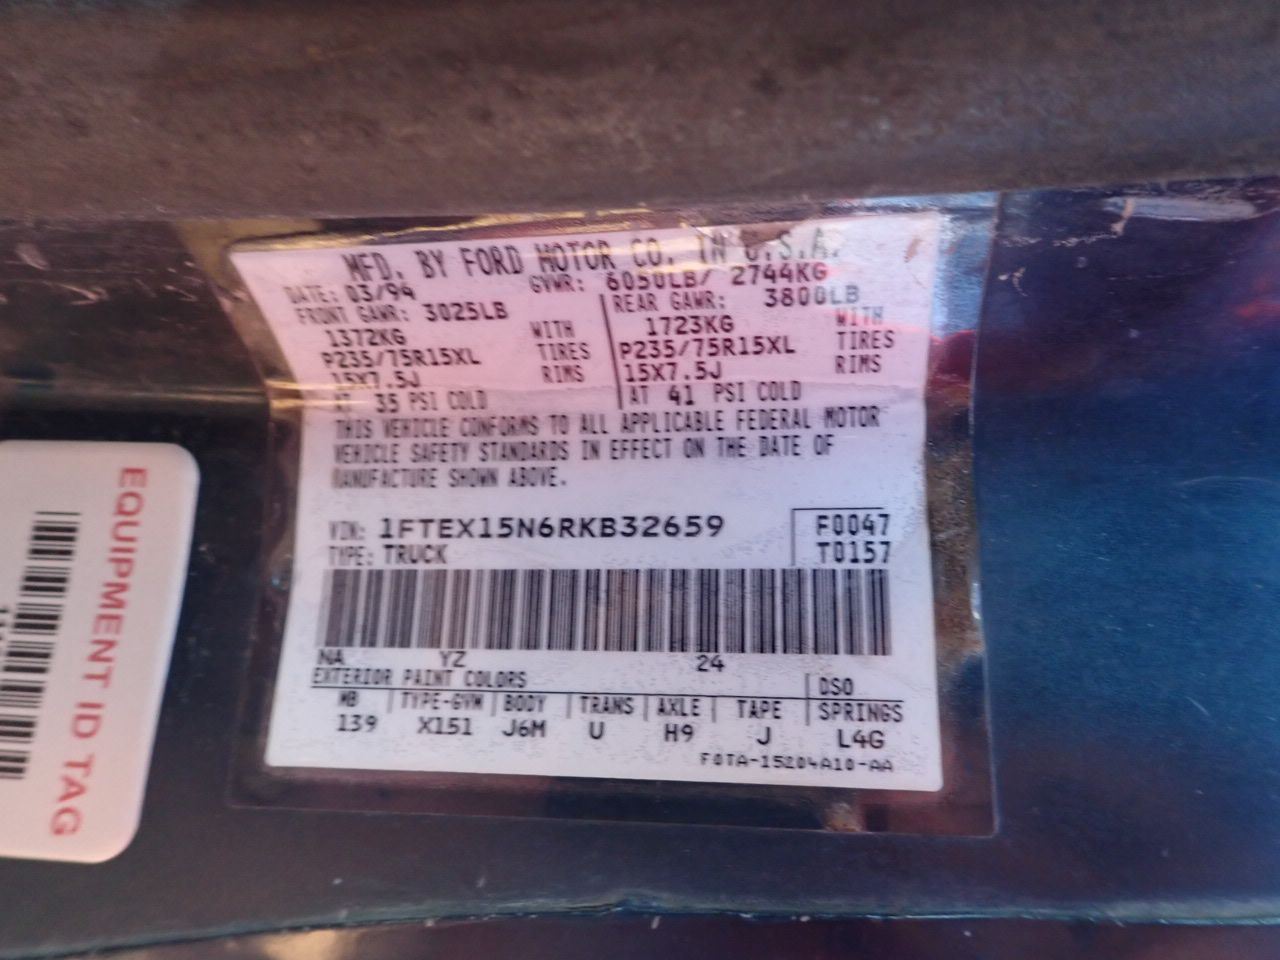 MFD. BY FORD MOTOR CO. IN U.S.A.
DATE: 03/94 GVWR: 6050LB/ 2744KG
FRONT GAWR: 3025LB REAR GAWR: 3800LB
1372KG WITH 1723KG WITH
P235/75R15XL TIRES P235/75R15XL TIRES
15X7.5J RIMS 15X7.5J RIMS
AT 35 PSI COLD AT 41 PSI COLD
THIS VEHICLE CONFORMS TO ALL APPLICABLE FEDERAL MOTOR
VEHICLE SAFETY STANDARDS IN EFFECT ON THE DATE OF
MANUFACTURE SHOWN ABOVE.
VIN: 1FTEX15N6RKB32659 F0047
TYPE: TRUCK T0157
NA YZ 24
EXTERIOR PAINT COLORS DSO
WB TYPE-GVW BODY TRANS AXLE TAPE SPRINGS
139 X151 J6M U H9 J L4G
F0TA-15204A10-AA
EQUIPMENT ID TAG